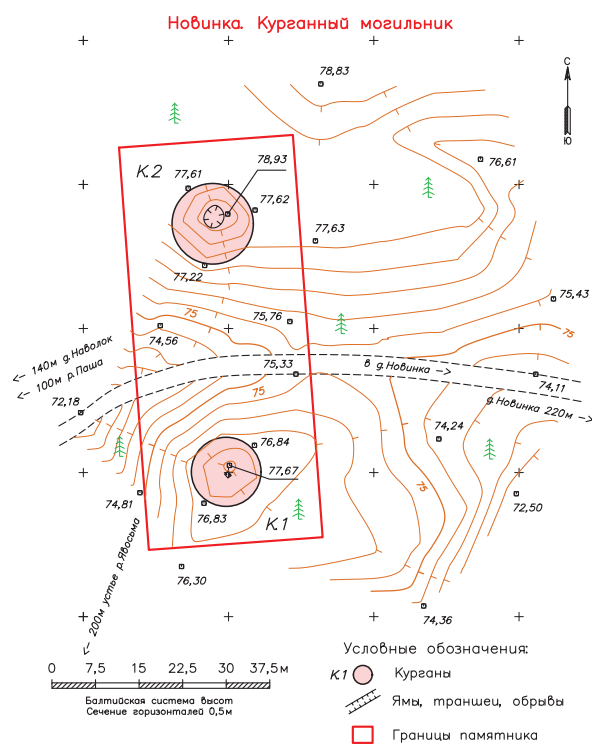 Новинка. Курганный могильник
78,83
С
Ю
К.2
78,93
77,61
77,62
76,61
77,63
77,22
75,43
75
75,76
74,56
75
140м д.Наволок
100м р.Паша
75,33
в д.Новинка
74,11
72,18
75
д.Новинка 220м
74,24
76,84
77,67
75
74,81
76,83
К.1
72,50
200м устье р.Явосьма
76,30
74,36
0 7,5 15 22,5 30 37,5 м
Балтийская система высот
Сечение горизонталей 0,5м
Условные обозначения:
К.1 Курганы
Ямы, траншеи, обрывы
Границы памятника